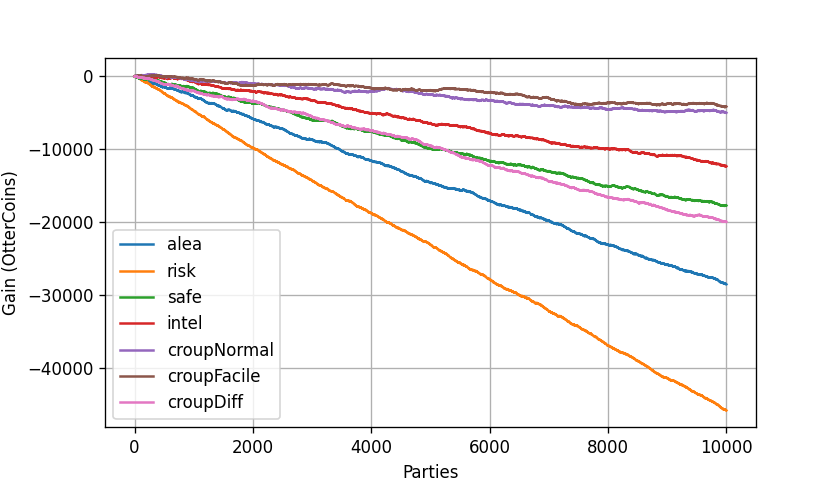 0
−10000
−20000
−30000
−40000
Gain (OtterCoins)
alea
risk
safe
intel
croupNormal
croupFacile
croupDiff
0 2000 4000 6000 8000 10000
Parties